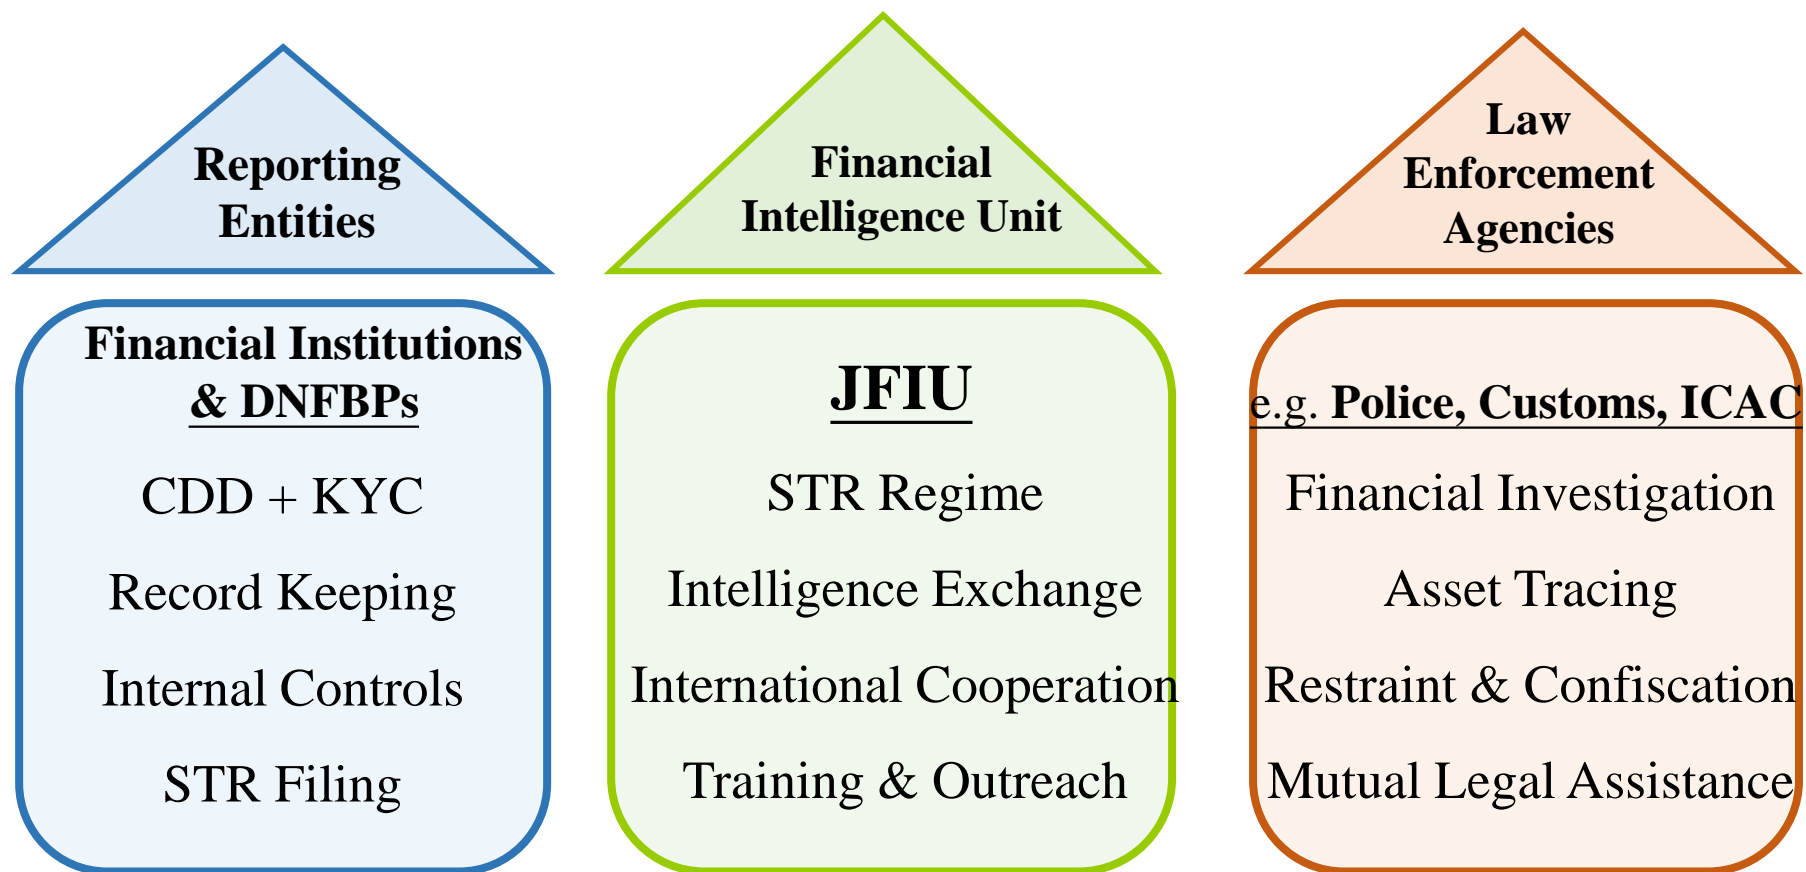 Reporting
Entities
Financial Institutions
& DNFBPs
CDD + KYC
Record Keeping
Internal Controls
STR Filing
Financial
Intelligence Unit
JFIU
STR Regime
Intelligence Exchange
International Cooperation
Training & Outreach
Law
Enforcement
Agencies
e.g. Police, Customs, ICAC
Financial Investigation
Asset Tracing
Restraint & Confiscation
Mutual Legal Assistance